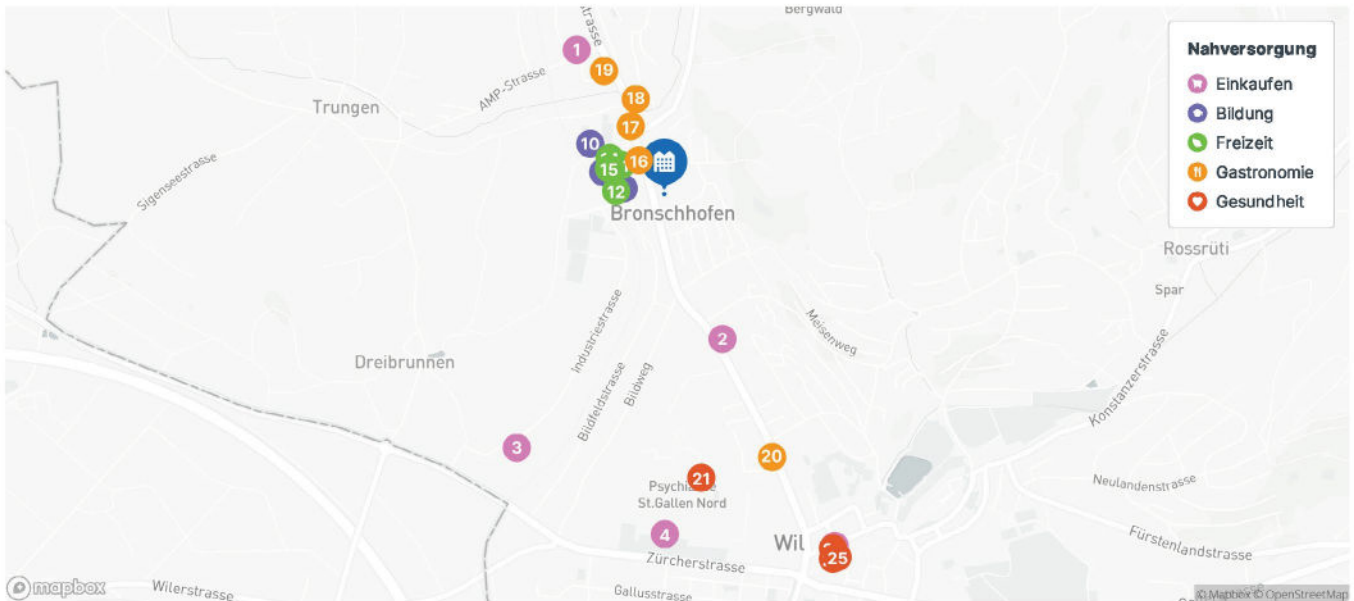 Bergwald
Strasse
1
19
AMP-Strasse
Trungen
18
17
10
16
15
12
Sigenseestrasse
Bronschhofen
Nahversorgung
Einkaufen
Bildung
Freizeit
Gastronomie
Gesundheit
Rossrüti
Spar
Industriestrasse
Meisenweg
2
Dreibrunnen
Bildfeldstrasse
Bildweg
Konstanzerstrasse
3
20
21
St.Gallen Nord
Neulandenstrasse
4
Wil
25
Zürcherstrasse
Fürstenlandstrasse
mapbox
Wilerstrasse
Gallusstrasse
© Mapbox © OpenStreetMap